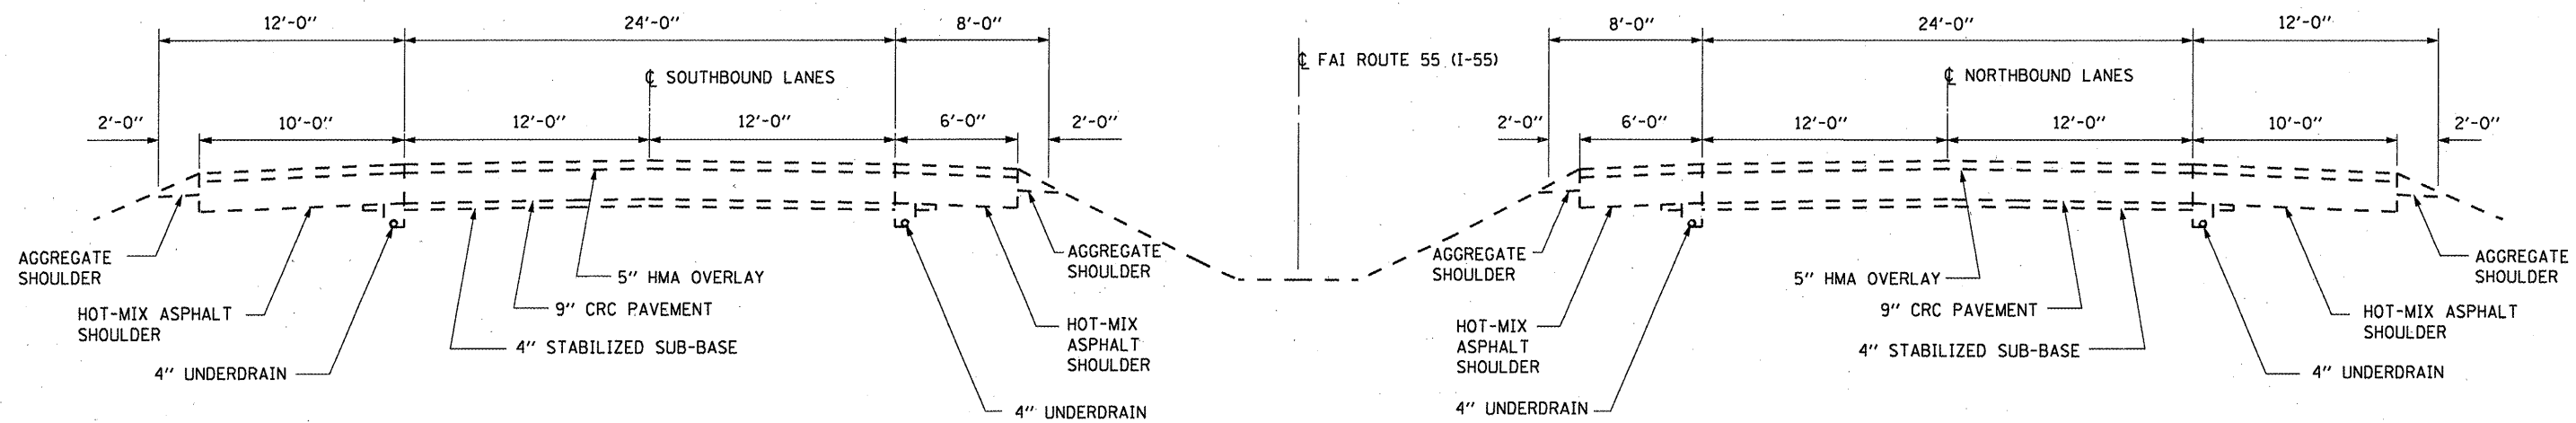 12'-0" 24'-0" 8'-0" 8'-0" 24'-0" 12'-0"
℄ SOUTHBOUND LANES
℄ FAI ROUTE 55 (I-55)
℄ NORTHBOUND LANES
2'-0" 10'-0" 12'-0" 12'-0" 6'-0" 2'-0" 2'-0" 6'-0" 12'-0" 12'-0" 10'-0" 2'-0"
AGGREGATE
SHOULDER
HOT-MIX ASPHALT
SHOULDER
4" UNDERDRAIN
5" HMA OVERLAY
9" CRC PAVEMENT
4" STABILIZED SUB-BASE
AGGREGATE
SHOULDER
HOT-MIX
ASPHALT
SHOULDER
4" UNDERDRAIN
AGGREGATE
SHOULDER
HOT-MIX
ASPHALT
SHOULDER
4" UNDERDRAIN
5" HMA OVERLAY
9" CRC PAVEMENT
4" STABILIZED SUB-BASE
AGGREGATE
SHOULDER
HOT-MIX ASPHALT
SHOULDER
4" UNDERDRAIN